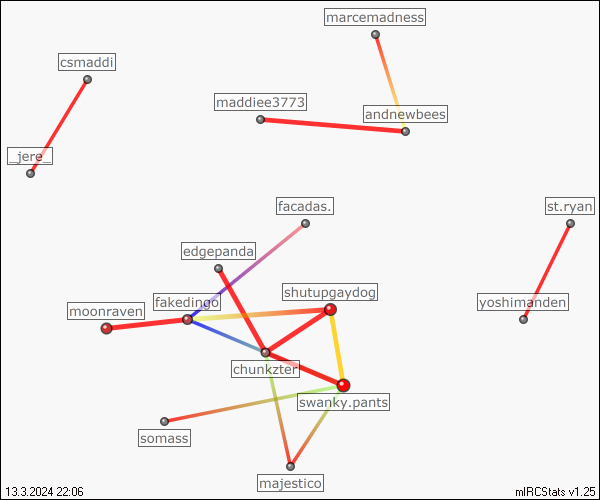 marcemadness
csmaddi
maddiee3773
andnewbees
_jere_
facadas.
st.ryan
edgepanda
shutupgaydog
fakedingo
yoshimanden
moonraven
chunkzter
swanky.pants
somass
majestico
13.3.2024 22:06
mIRCStats v1.25